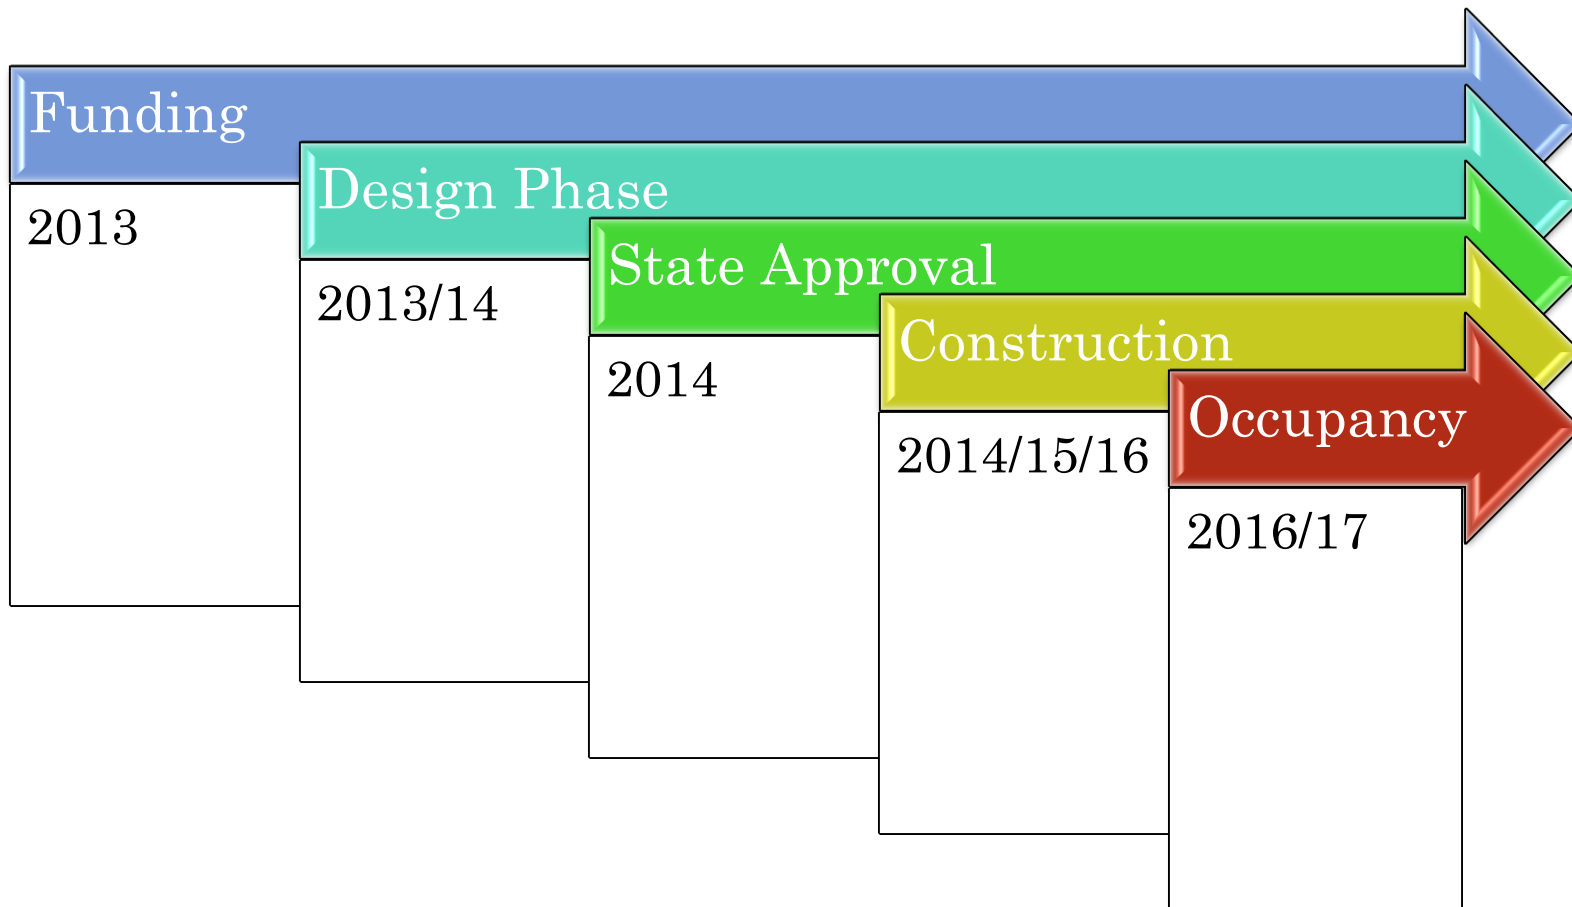 Funding
2013
Design Phase
2013/14
State Approval
2014
Construction
2014/15/16
Occupancy
2016/17